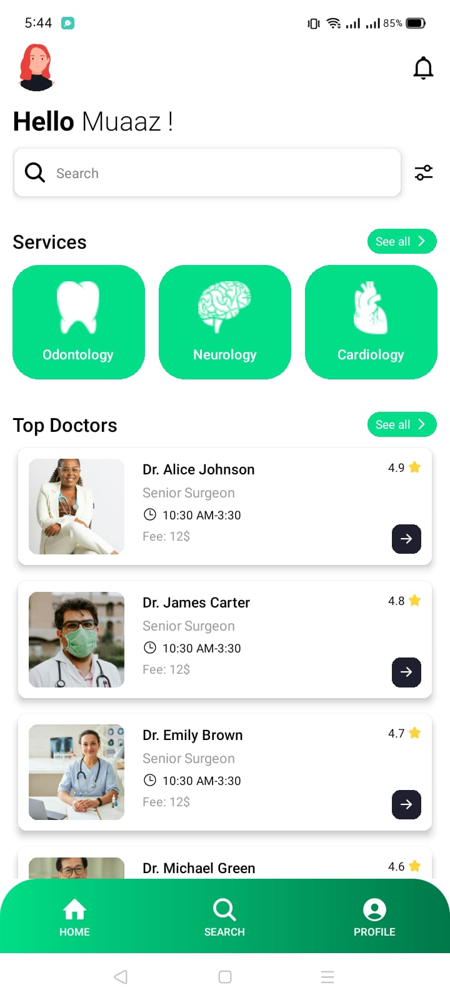 5:44
85%
Hello Muaaz !
Search
Services
See all
Odontology
Neurology
Cardiology
Top Doctors
See all
Dr. Alice Johnson
4.9
Senior Surgeon
10:30 AM-3:30
Fee: 12$
Dr. James Carter
4.8
Senior Surgeon
10:30 AM-3:30
Fee: 12$
Dr. Emily Brown
4.7
Senior Surgeon
10:30 AM-3:30
Fee: 12$
Dr. Michael Green
4.6
HOME
SEARCH
PROFILE